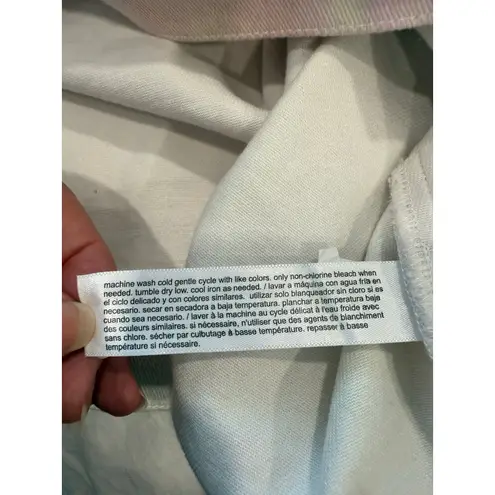 machine wash cold gentle cycle with like colors. only non-chlorine bleach when
needed. tumble dry low. cool iron as needed. / lavar a máquina con agua fría en
el ciclo delicado y con colores similares. utilizar solo blanqueador sin cloro si es
necesario. secar en secadora a baja temperatura. planchar a temperatura baja
cuando sea necesario. / laver à la machine au cycle délicat à l'eau froide avec
des couleurs similaires. si nécessaire, n'utiliser que des agents de blanchiment
sans chlore. sécher par culbutage à basse température. repasser à basse
température si nécessaire.